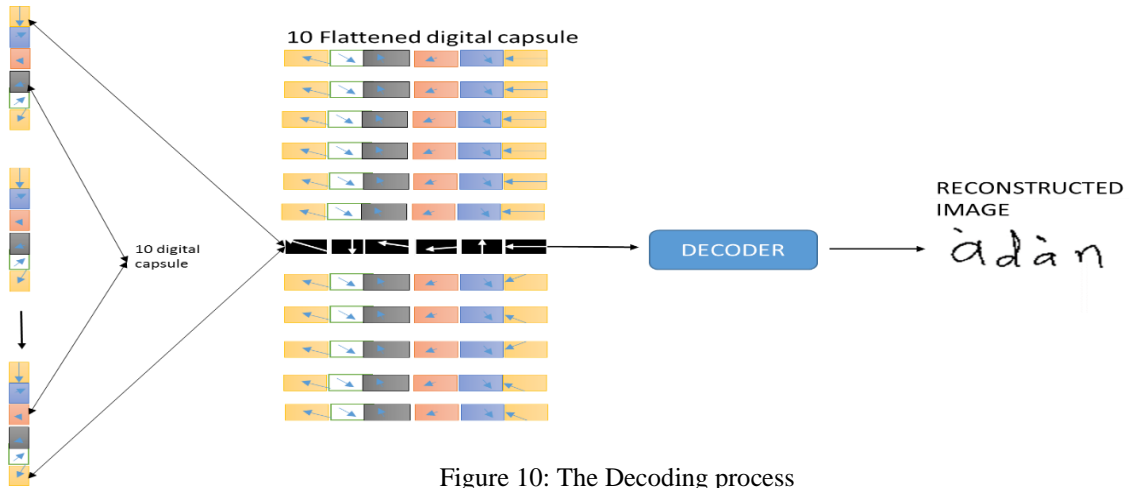 10 Flattened digital capsule
10 digital
capsule
DECODER
RECONSTRUCTED
IMAGE
àdàn
Figure 10: The Decoding process